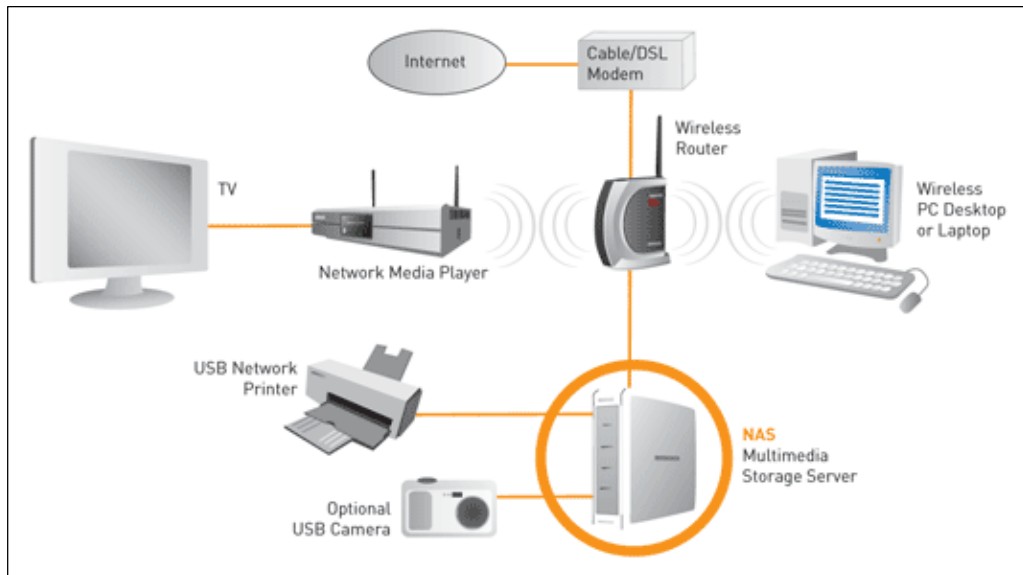 Internet
Cable/DSL
Modem
Wireless
Router
TV
Network Media Player
Wireless
PC Desktop
or Laptop
USB Network
Printer
NAS
Multimedia
Storage Server
Optional
USB Camera